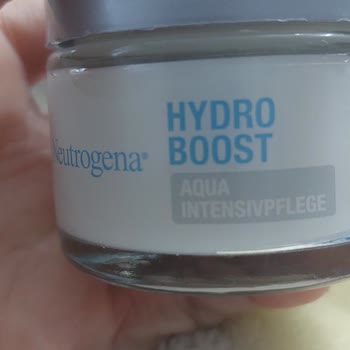 Neutrogena®
HYDRO
BOOST
AQUA
INTENSIVPFLEGE